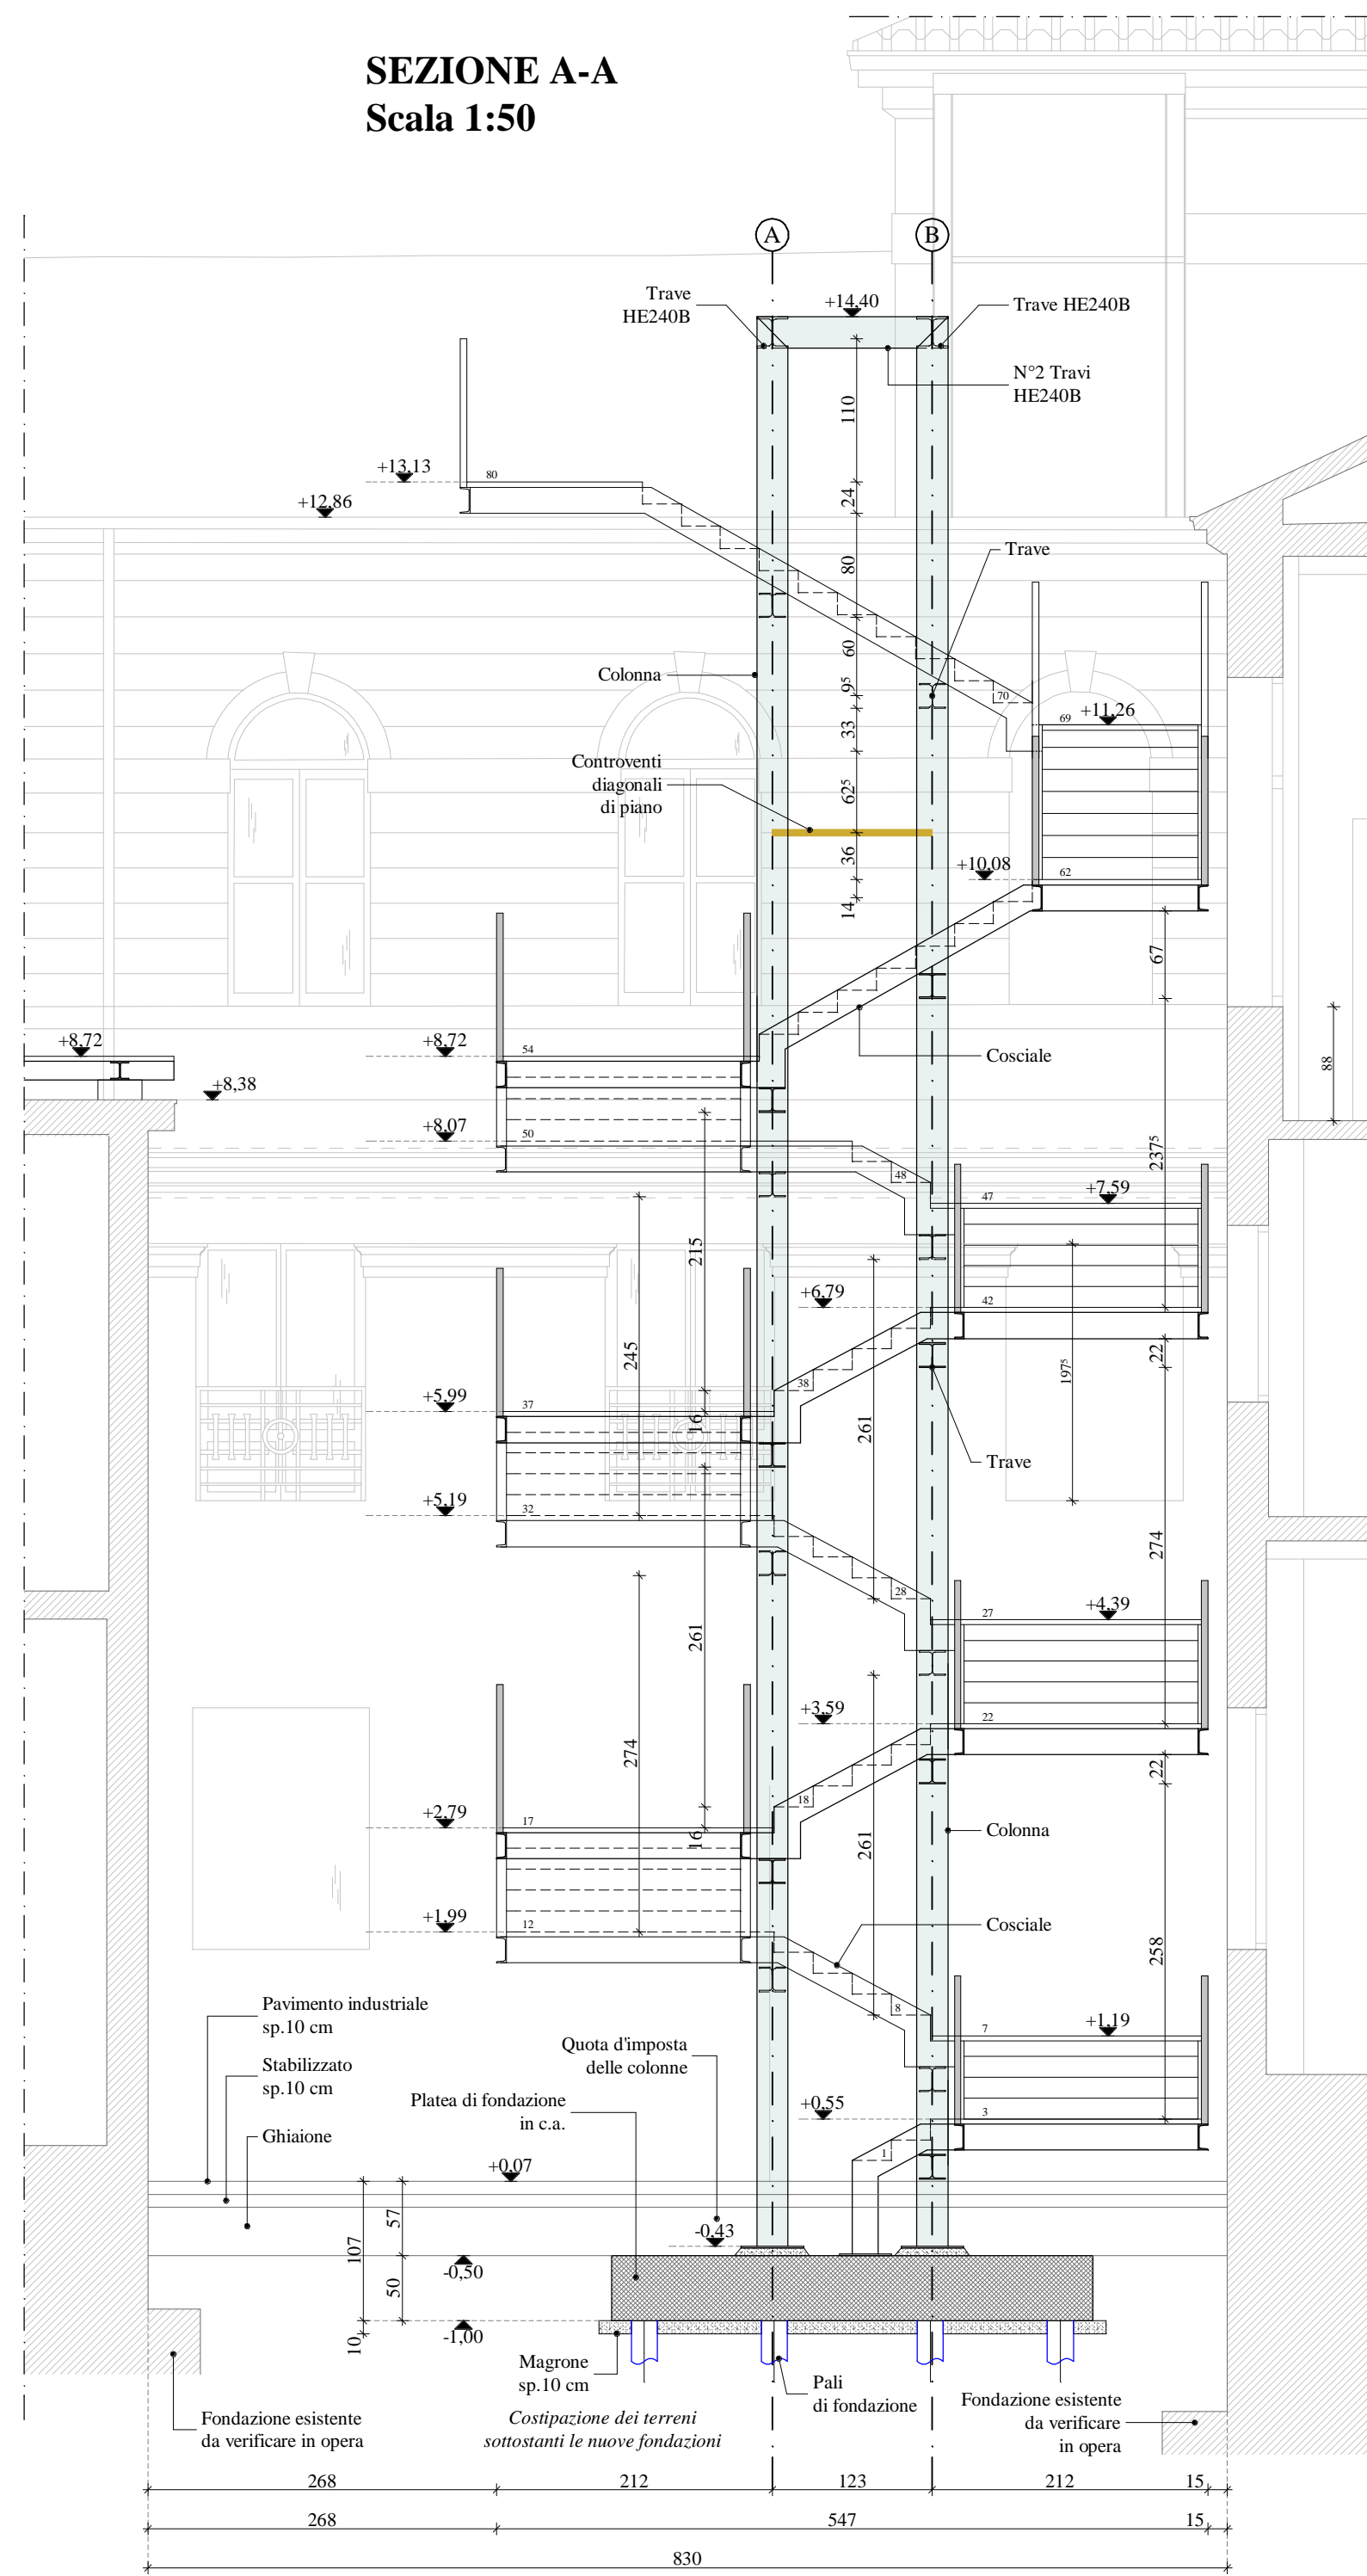 SEZIONE A-A
Scala 1:50
A
B
Trave
HE240B
+14,40
Trave HE240B
N°2 Travi
HE240B
110
+13,13
80
24
+12,86
80
Trave
60
Colonna
9⁵
70
33
69
+11,26
Controventi
diagonali
di piano
62⁵
36
+10,08
62
14
67
+8,72
+8,72
54
Cosciale
88
+8,38
+8,07
50
48
237⁵
47
+7,59
215
+6,79
42
245
22
197⁵
38
+5,99
37
16
261
Trave
+5,19
32
274
28
27
+4,39
261
+3,59
22
274
22
18
+2,79
17
16
261
Colonna
+1,99
12
Cosciale
258
Pavimento industriale
sp.10 cm
8
7
+1,19
Quota d'imposta
delle colonne
Stabilizzato
sp.10 cm
Platea di fondazione
in c.a.
+0,55
3
Ghiaione
1
+0,07
57
-0,43
107
-0,50
50
-1,00
10
Magrone
sp.10 cm
Pali
di fondazione
Fondazione esistente
da verificare in opera
Costipazione dei terreni
sottostanti le nuove fondazioni
Fondazione esistente
da verificare
in opera
268
212
123
212
15
268
547
15
830